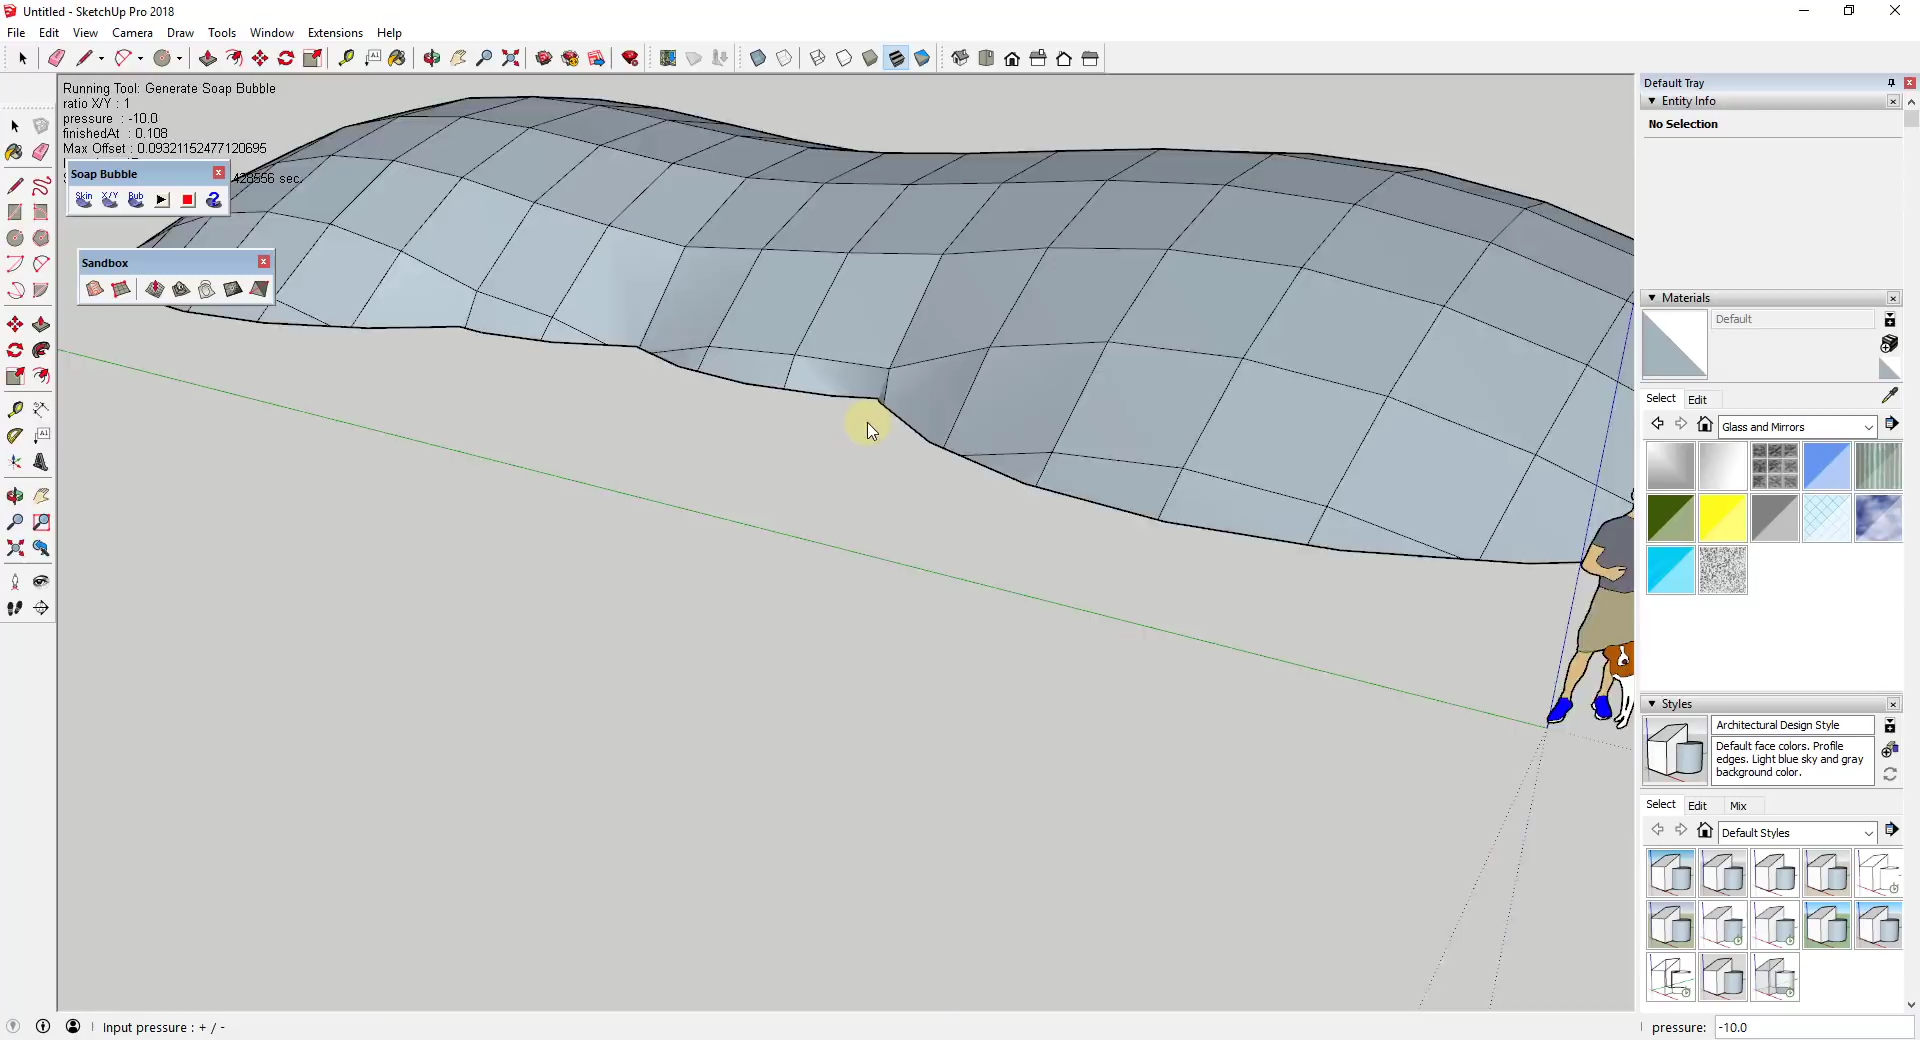 Untitled - SketchUp Pro 2018
File Edit View Camera Draw Tools Window Extensions Help
Running Tool: Generate Soap Bubble
ratio X/Y : 1
pressure : -10.0
finishedAt : 0.108
Max Offset : 0.09321152477120695
428556 sec.
Soap Bubble
Skin X/Y Bub
Sandbox
Default Tray
Entity Info
No Selection
Materials
Default
Select Edit
Glass and Mirrors
Styles
Architectural Design Style
Default face colors. Profile
edges. Light blue sky and gray
background color.
Select Edit Mix
Default Styles
Input pressure : + / -
pressure: -10.0